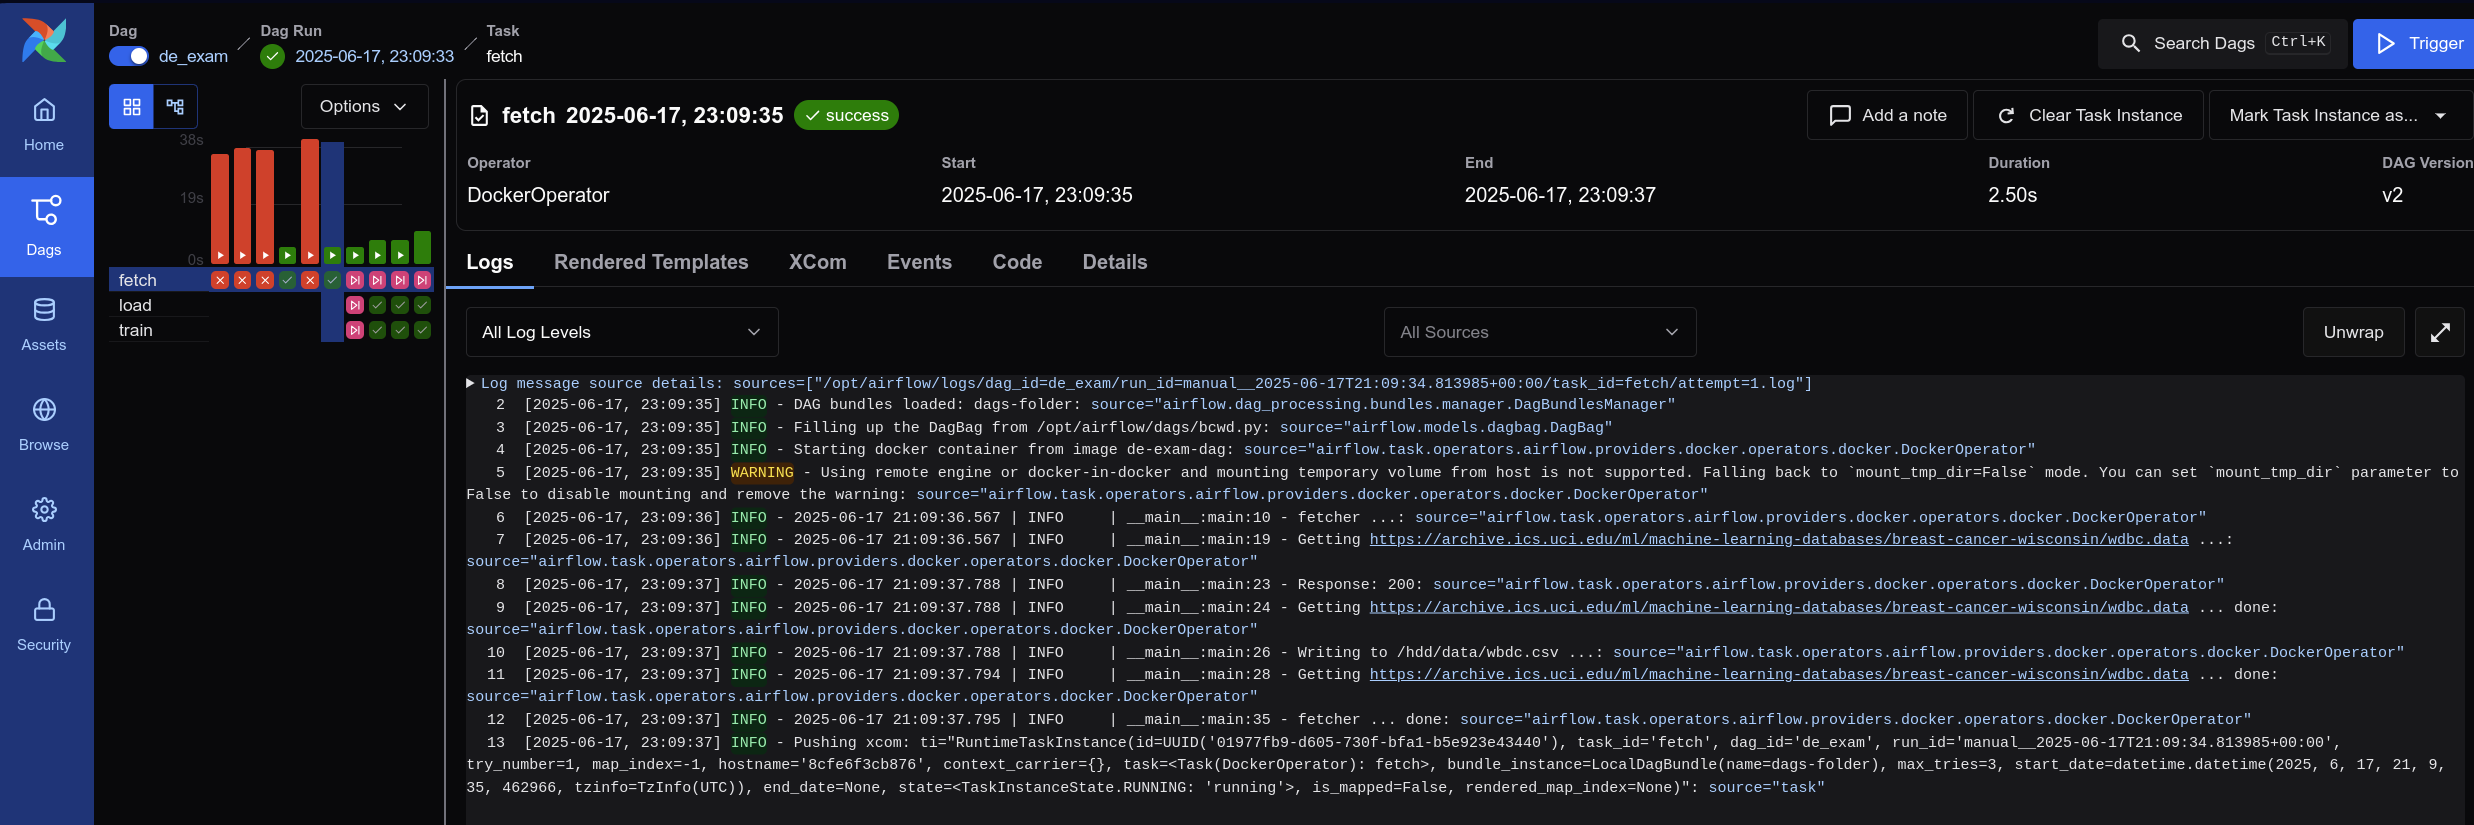 Dag
de_exam
Dag Run
2025-06-17, 23:09:33
Task
fetch
Search Dags Ctrl+K
Trigger
Home
Dags
Assets
Browse
Admin
Security
Options
38s
19s
0s
fetch
load
train
fetch 2025-06-17, 23:09:35 success
Add a note
Clear Task Instance
Mark Task Instance as...
Operator
DockerOperator
Start
2025-06-17, 23:09:35
End
2025-06-17, 23:09:37
Duration
2.50s
DAG Version
v2
Logs Rendered Templates XCom Events Code Details
All Log Levels
All Sources
Unwrap
Log message source details: sources=["/opt/airflow/logs/dag_id=de_exam/run_id=manual__2025-06-17T21:09:34.813985+00:00/task_id=fetch/attempt=1.log"]
2 [2025-06-17, 23:09:35] INFO - DAG bundles loaded: dags-folder: source="airflow.dag_processing.bundles.manager.DagBundlesManager"
3 [2025-06-17, 23:09:35] INFO - Filling up the DagBag from /opt/airflow/dags/bcwd.py: source="airflow.models.dagbag.DagBag"
4 [2025-06-17, 23:09:35] INFO - Starting docker container from image de-exam-dag: source="airflow.task.operators.airflow.providers.docker.operators.docker.DockerOperator"
5 [2025-06-17, 23:09:35] WARNING - Using remote engine or docker-in-docker and mounting temporary volume from host is not supported. Falling back to `mount_tmp_dir=False` mode. You can set `mount_tmp_dir` parameter to
False to disable mounting and remove the warning: source="airflow.task.operators.airflow.providers.docker.operators.docker.DockerOperator"
6 [2025-06-17, 23:09:36] INFO - 2025-06-17 21:09:36.567 | INFO     | __main__:main:10 - fetcher ...: source="airflow.task.operators.airflow.providers.docker.operators.docker.DockerOperator"
7 [2025-06-17, 23:09:36] INFO - 2025-06-17 21:09:36.567 | INFO     | __main__:main:19 - Getting https://archive.ics.uci.edu/ml/machine-learning-databases/breast-cancer-wisconsin/wdbc.data ...:
source="airflow.task.operators.airflow.providers.docker.operators.docker.DockerOperator"
8 [2025-06-17, 23:09:37] INFO - 2025-06-17 21:09:37.788 | INFO     | __main__:main:23 - Response: 200: source="airflow.task.operators.airflow.providers.docker.operators.docker.DockerOperator"
9 [2025-06-17, 23:09:37] INFO - 2025-06-17 21:09:37.788 | INFO     | __main__:main:24 - Getting https://archive.ics.uci.edu/ml/machine-learning-databases/breast-cancer-wisconsin/wdbc.data ... done:
source="airflow.task.operators.airflow.providers.docker.operators.docker.DockerOperator"
10 [2025-06-17, 23:09:37] INFO - 2025-06-17 21:09:37.788 | INFO     | __main__:main:26 - Writing to /hdd/data/wbdc.csv ...: source="airflow.task.operators.airflow.providers.docker.operators.docker.DockerOperator"
11 [2025-06-17, 23:09:37] INFO - 2025-06-17 21:09:37.794 | INFO     | __main__:main:28 - Getting https://archive.ics.uci.edu/ml/machine-learning-databases/breast-cancer-wisconsin/wdbc.data ... done:
source="airflow.task.operators.airflow.providers.docker.operators.docker.DockerOperator"
12 [2025-06-17, 23:09:37] INFO - 2025-06-17 21:09:37.795 | INFO     | __main__:main:35 - fetcher ... done: source="airflow.task.operators.airflow.providers.docker.operators.docker.DockerOperator"
13 [2025-06-17, 23:09:37] INFO - Pushing xcom: ti="RuntimeTaskInstance(id=UUID('01977fb9-d605-730f-bfa1-b5e923e43440'), task_id='fetch', dag_id='de_exam', run_id='manual__2025-06-17T21:09:34.813985+00:00',
try_number=1, map_index=-1, hostname='8cfe6f3cb876', context_carrier={}, task=<Task(DockerOperator): fetch>, bundle_instance=LocalDagBundle(name=dags-folder), max_tries=3, start_date=datetime.datetime(2025, 6, 17, 21, 9,
35, 462966, tzinfo=TzInfo(UTC)), end_date=None, state=<TaskInstanceState.RUNNING: 'running'>, is_mapped=False, rendered_map_index=None)": source="task"